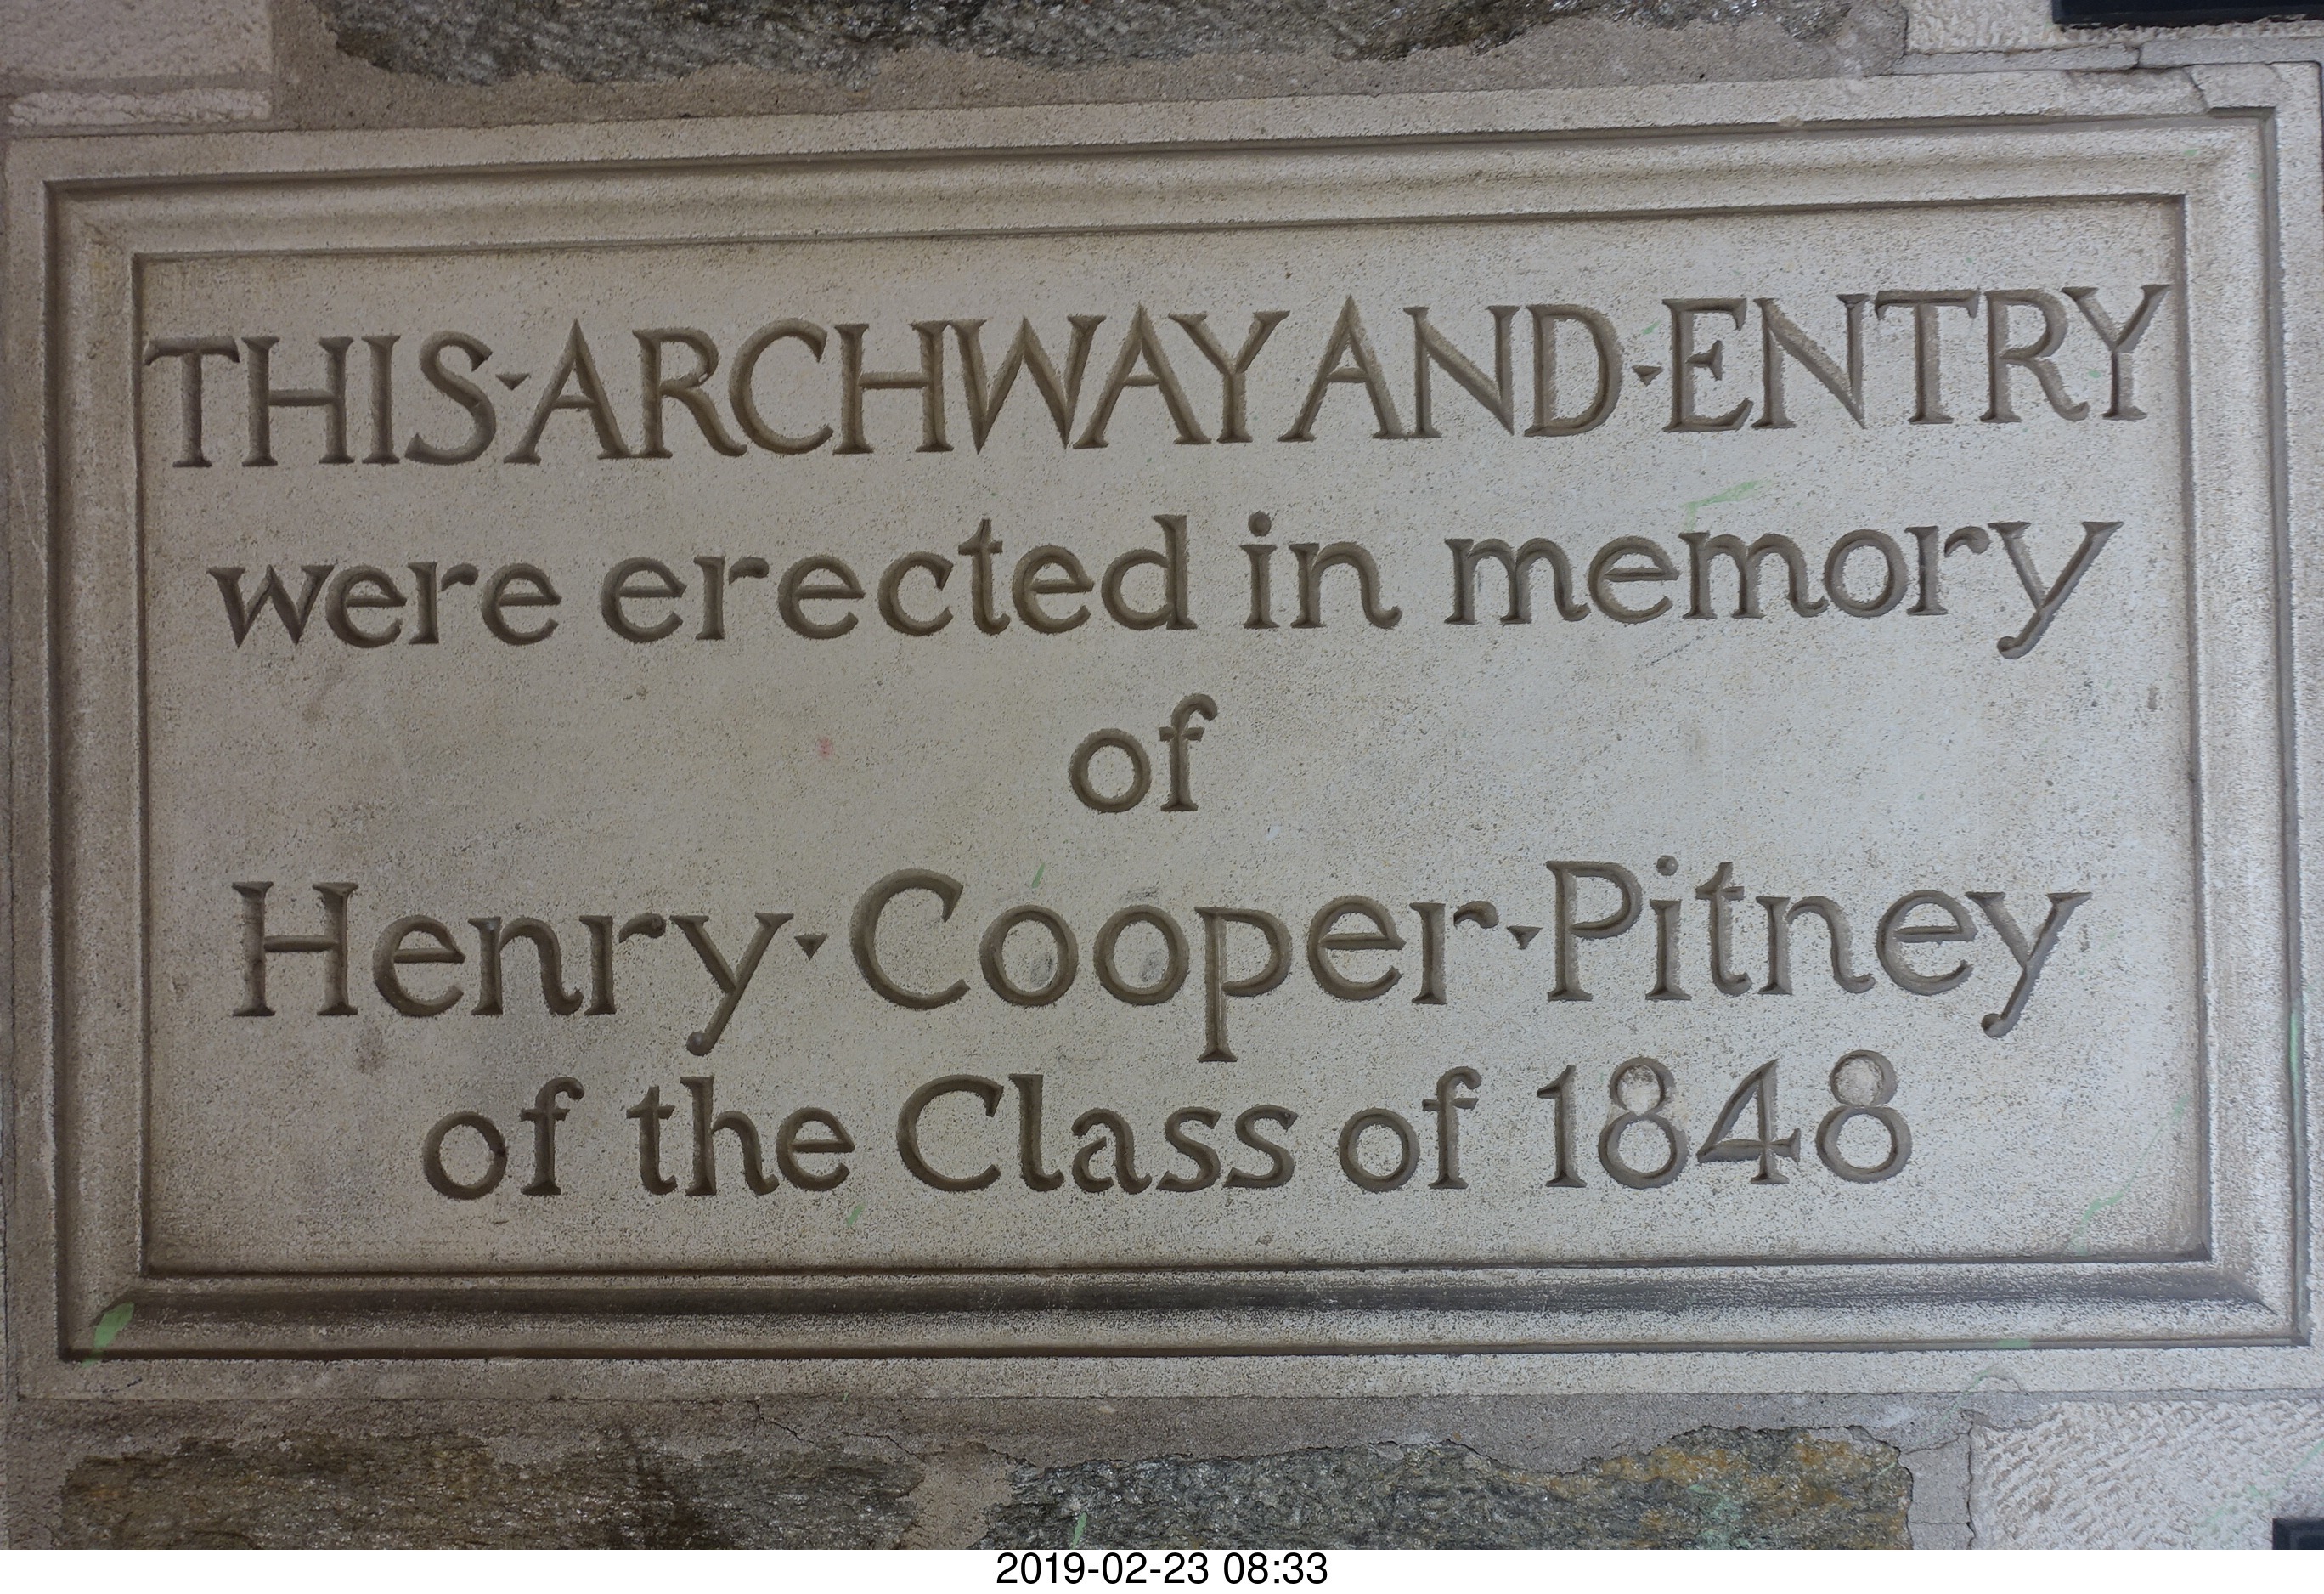 THIS·ARCHWAY AND·ENTRY
were erected in memory
of
Henry·Cooper·Pitney
of the Class of 1848
2019-02-23 08:33